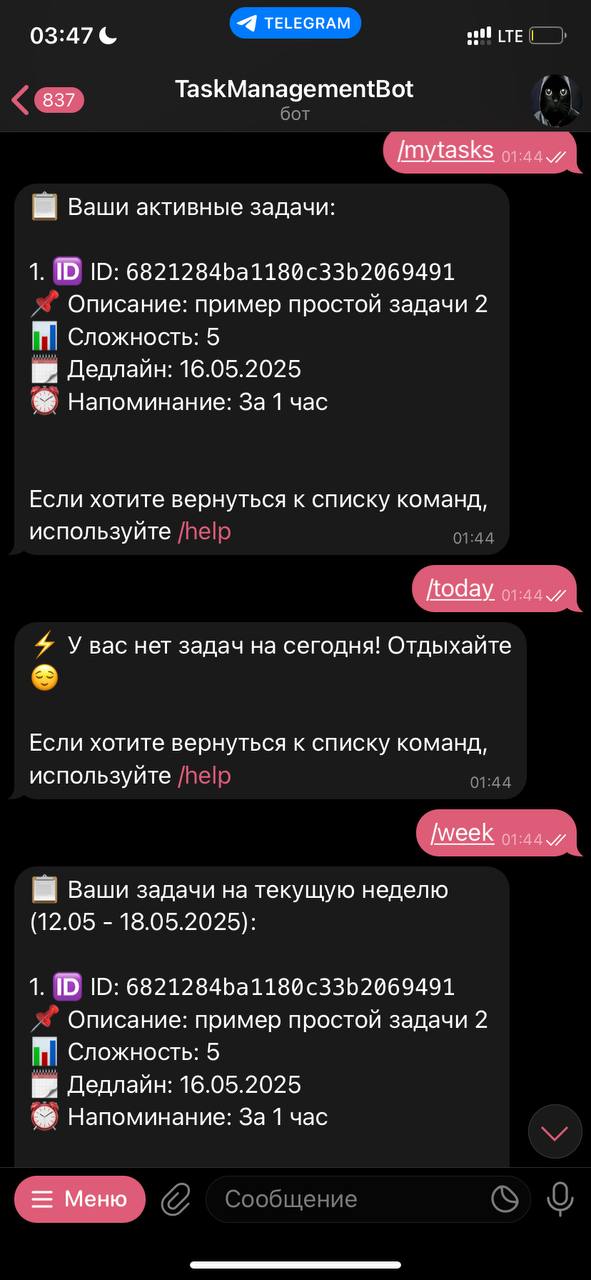 03:47
TELEGRAM
LTE
837
TaskManagementBot
бот
/mytasks 01:44
📋 Ваши активные задачи:
1. 🆔 ID: 6821284ba1180c33b2069491
📌 Описание: пример простой задачи 2
📊 Сложность: 5
🗓 Дедлайн: 16.05.2025
⏰ Напоминание: За 1 час
Если хотите вернуться к списку команд,
используйте /help
01:44
/today 01:44
⚡ У вас нет задач на сегодня! Отдыхайте
😌
Если хотите вернуться к списку команд,
используйте /help
01:44
/week 01:44
📋 Ваши задачи на текущую неделю
(12.05 - 18.05.2025):
1. 🆔 ID: 6821284ba1180c33b2069491
📌 Описание: пример простой задачи 2
📊 Сложность: 5
🗓 Дедлайн: 16.05.2025
⏰ Напоминание: За 1 час
Меню
Сообщение